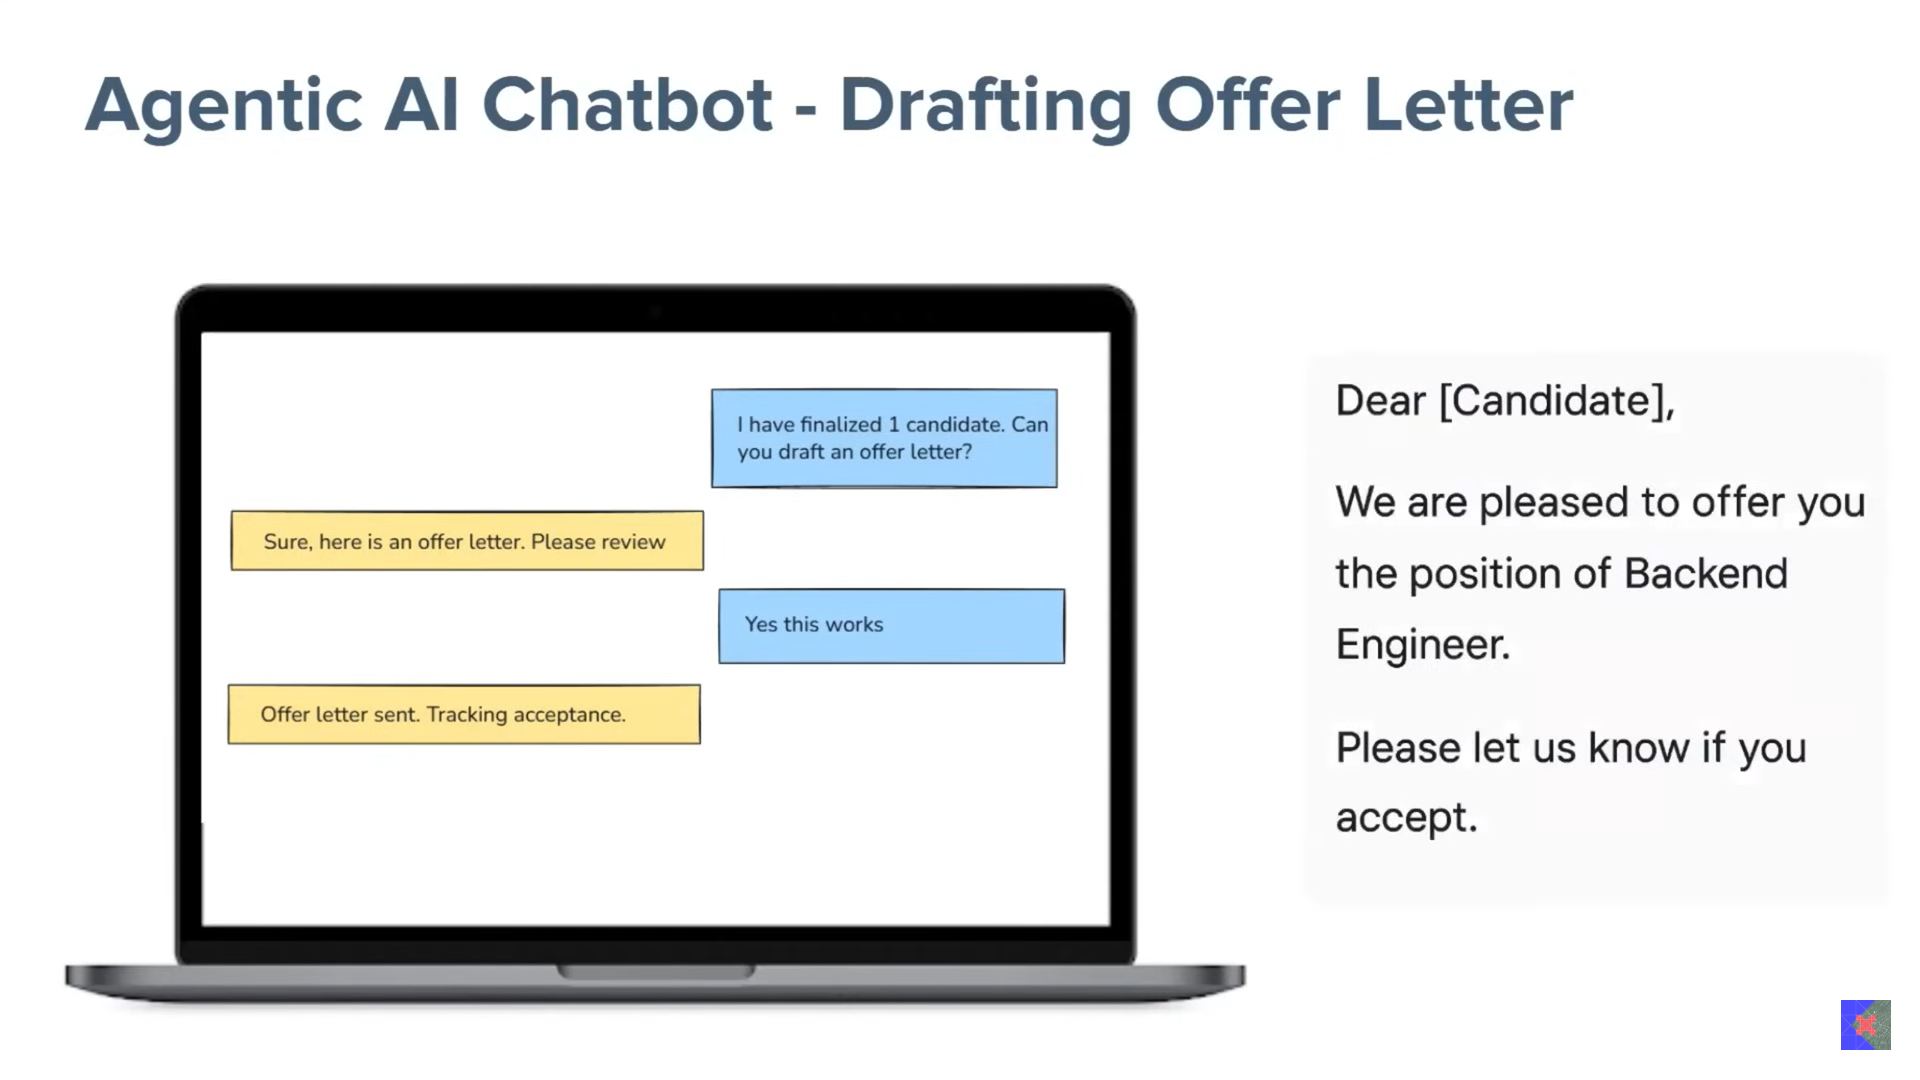 Agentic AI Chatbot - Drafting Offer Letter
I have finalized 1 candidate. Can
you draft an offer letter?
Sure, here is an offer letter. Please review
Yes this works
Offer letter sent. Tracking acceptance.
Dear [Candidate],
We are pleased to offer you
the position of Backend
Engineer.
Please let us know if you
accept.